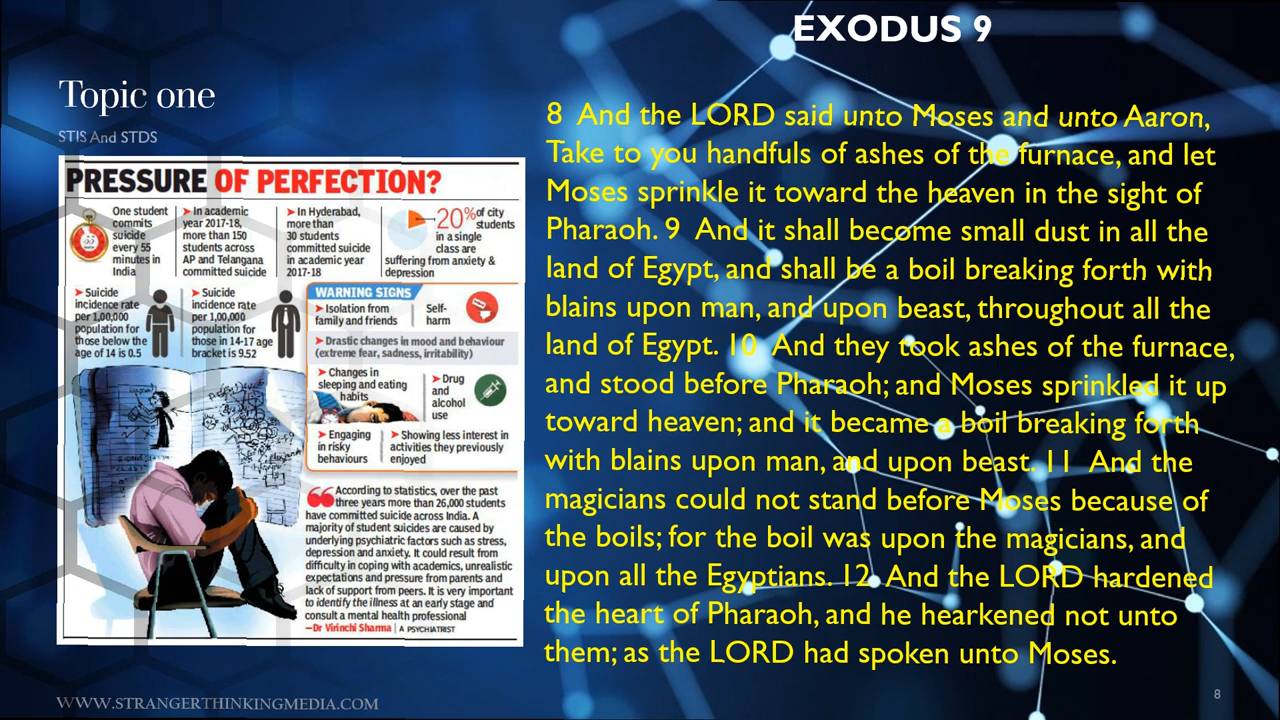 EXODUS 9
Topic one
STIS And STDS
PRESSURE OF PERFECTION?
One student
commits
suicide
every 55
minutes in
India
➤ In academic
year 2017-18,
more than 150
students across
AP and Telangana
committed suicide
➤ In Hyderabad,
more than
30 students
committed suicide
in academic year
2017-18
20% of city
students
in a single
class are
suffering from anxiety &
depression
➤ Suicide
incidence rate
per 1,00,000
population for
those below the
age of 14 is 0.5
➤ Suicide
incidence rate
per 1,00,000
population for
those in 14-17 age
bracket is 9.52
WARNING SIGNS
➤ Isolation from
family and friends
Self-
harm
➤ Drastic changes in mood and behaviour
(extreme fear, sadness, irritability)
➤ Changes in
sleeping and eating
habits
➤ Drug
and
alcohol
use
➤ Engaging
in risky
behaviours
➤ Showing less interest in
activities they previously
enjoyed
According to statistics, over the past
three years more than 26,000 students
have committed suicide across India. A
majority of student suicides are caused by
underlying psychiatric factors such as stress,
depression and anxiety. It could result from
difficulty in coping with academics, unrealistic
expectations and pressure from parents and
lack of support from peers. It is very important
to identify the illness at an early stage and
consult a mental health professional
—Dr Virinchi Sharma | A PSYCHIATRIST
8 And the LORD said unto Moses and unto Aaron,
Take to you handfuls of ashes of the furnace, and let
Moses sprinkle it toward the heaven in the sight of
Pharaoh. 9 And it shall become small dust in all the
land of Egypt, and shall be a boil breaking forth with
blains upon man, and upon beast, throughout all the
land of Egypt. 10 And they took ashes of the furnace,
and stood before Pharaoh; and Moses sprinkled it up
toward heaven; and it became a boil breaking forth
with blains upon man, and upon beast. 11 And the
magicians could not stand before Moses because of
the boils; for the boil was upon the magicians, and
upon all the Egyptians. 12 And the LORD hardened
the heart of Pharaoh, and he hearkened not unto
them; as the LORD had spoken unto Moses.
WWW.STRANGERTHINKINGMEDIA.COM
8